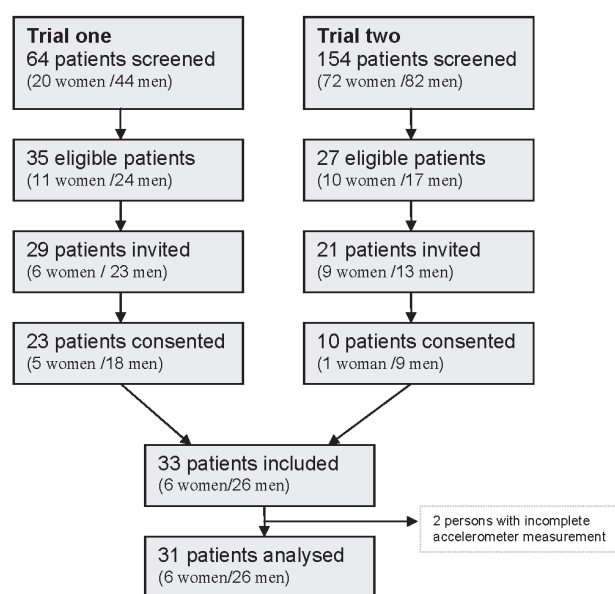 Trial one
64 patients screened
(20 women /44 men)
Trial two
154 patients screened
(72 women /82 men)
35 eligible patients
(11 women /24 men)
27 eligible patients
(10 women /17 men)
29 patients invited
(6 women / 23 men)
21 patients invited
(9 women /13 men)
23 patients consented
(5 women /18 men)
10 patients consented
(1 woman /9 men)
33 patients included
(6 women/26 men)
2 persons with incomplete
accelerometer measurement
31 patients analysed
(6 women/26 men)